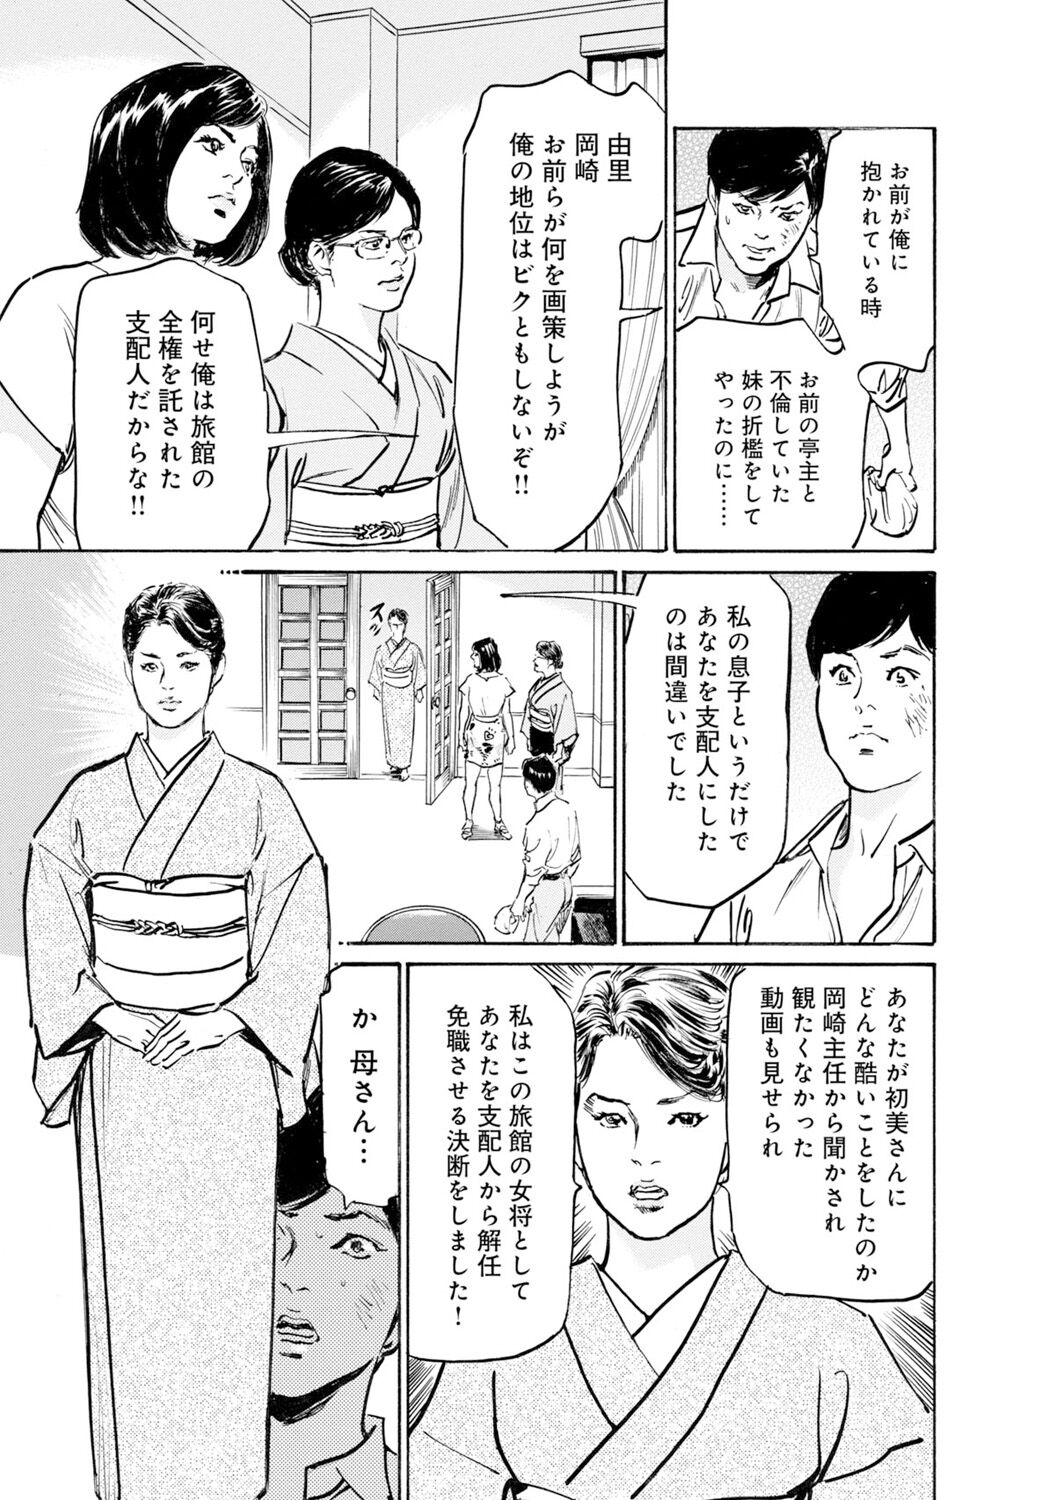 お前が俺に
抱かれている時
お前の亭主と
不倫していた
妹の折檻をして
やったのに……
由里
岡崎
お前らが何を画策しようが
俺の地位はビクともしないぞ!!
何せ俺は旅館の
全権を託された
支配人だからな!!
私の息子というだけで
あなたを支配人にした
のは間違いでした
スッ
あなたが初美さんに
どんな酷いことをしたのか
岡崎主任から聞かされ
観たくなかった
動画も見せられ
私はこの旅館の女将として
あなたを支配人から解任
免職させる決断をしました！
か 母さん…